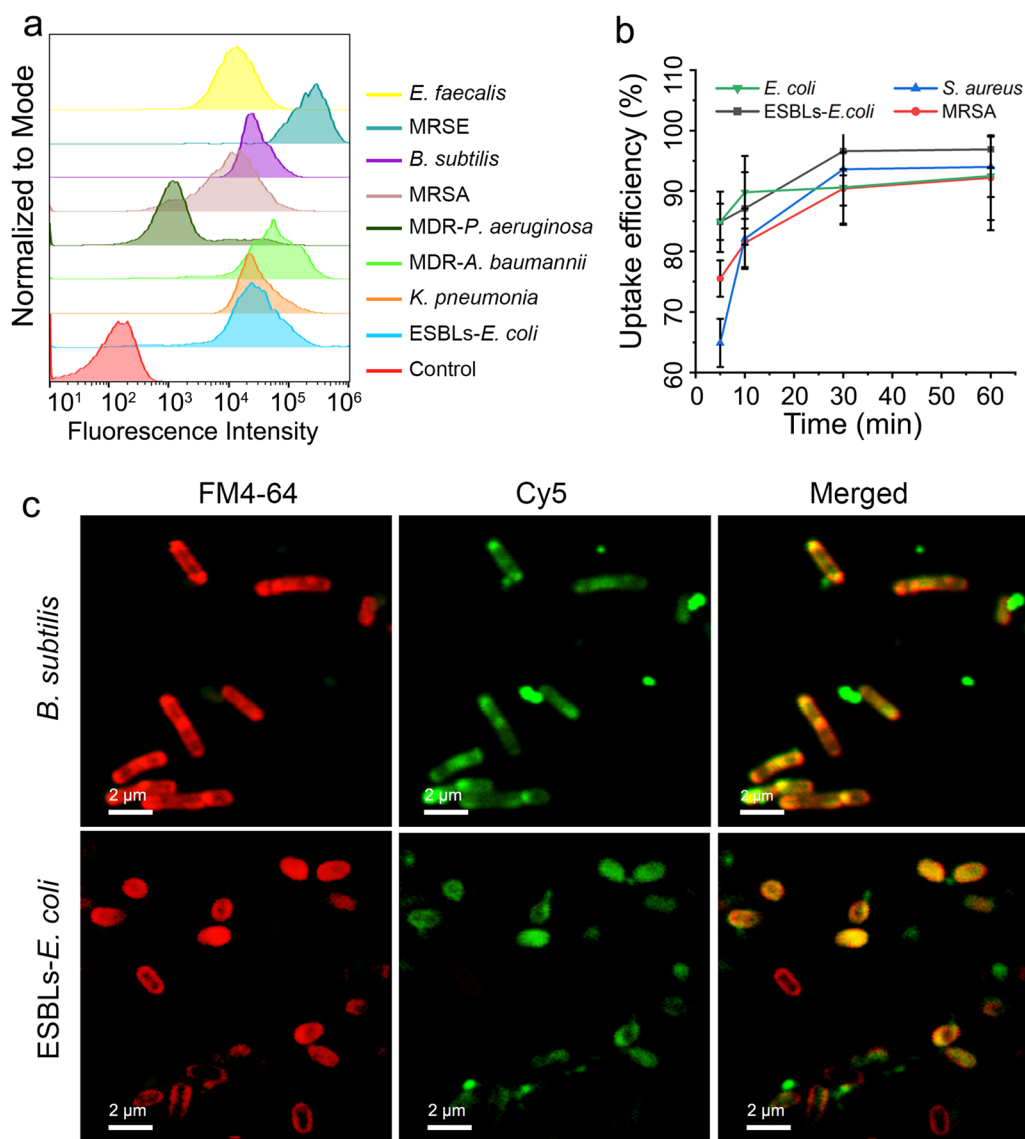 a
Normalized to Mode
E. faecalis
MRSE
B. subtilis
MRSA
MDR-P. aeruginosa
MDR-A. baumannii
K. pneumonia
ESBLs-E. coli
Control
10¹ 10² 10³ 10⁴ 10⁵ 10⁶
Fluorescence Intensity
b
Uptake efficiency (%)
110
100
90
80
70
60
E. coli
S. aureus
ESBLs-E.coli
MRSA
0 10 20 30 40 50 60
Time (min)
c
FM4-64 Cy5 Merged
B. subtilis
2 μm 2 μm 2 μm
ESBLs-E. coli
2 μm 2 μm 2 μm